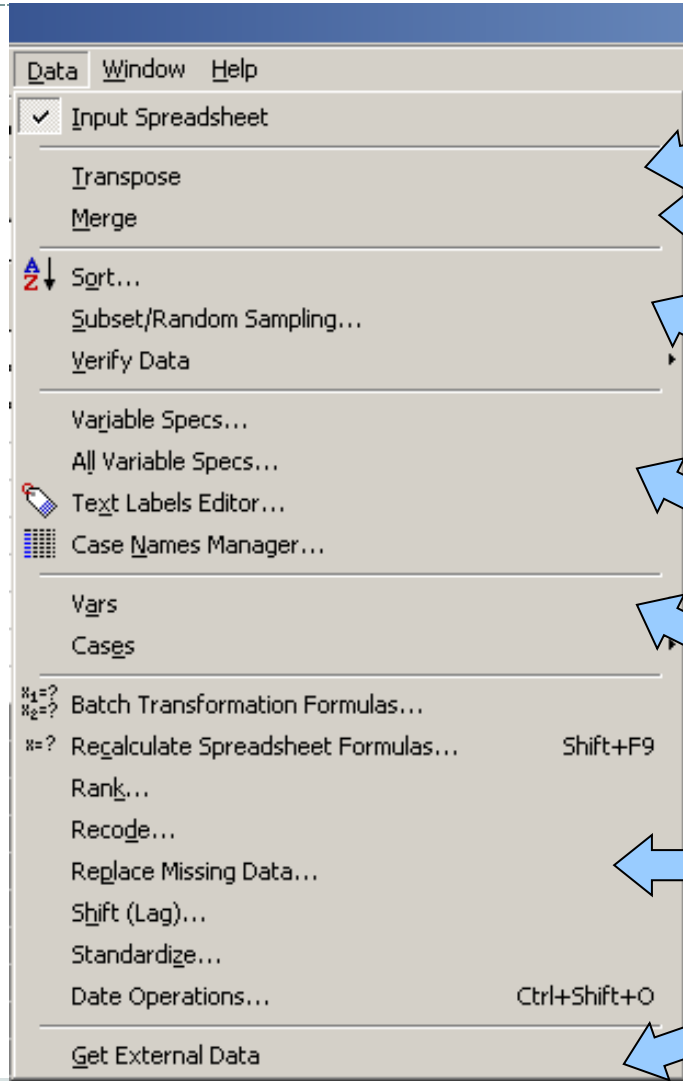 Data Window Help
Input Spreadsheet
Transpose
Merge
Sort...
Subset/Random Sampling...
Verify Data
Variable Specs...
All Variable Specs...
Text Labels Editor...
Case Names Manager...
Vars
Cases
Batch Transformation Formulas...
Recalculate Spreadsheet Formulas... Shift+F9
Rank...
Recode...
Replace Missing Data...
Shift (Lag)...
Standardize...
Date Operations... Ctrl+Shift+O
Get External Data